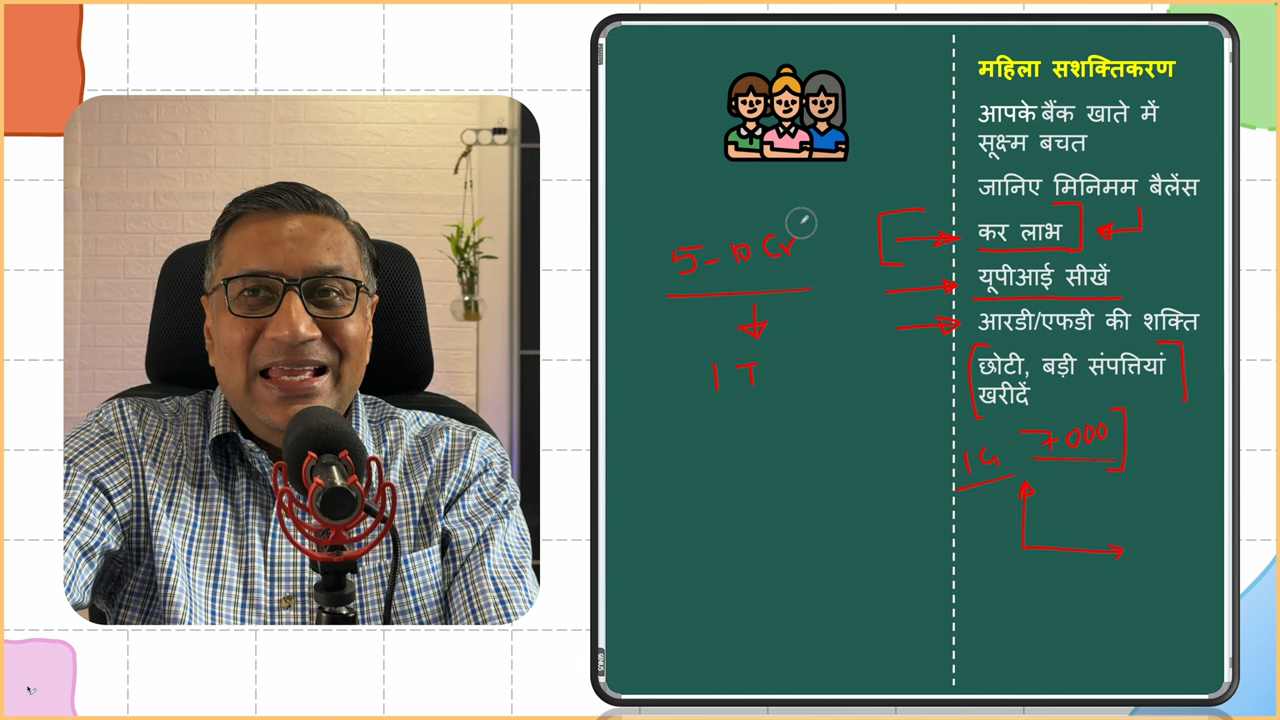 महिला सशक्तिकरण
आपके बैंक खाते में
सूक्ष्म बचत
जानिए मिनिमम बैलेंस
कर लाभ
यूपीआई सीखें
आरडी/एफडी की शक्ति
छोटी, बड़ी संपत्तियां
खरीदें
5-10 Cr
1 T
7000